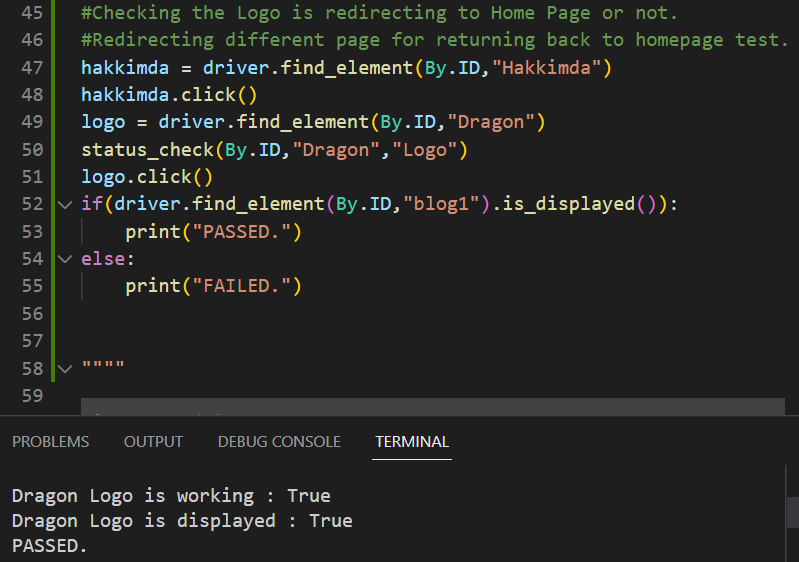 45 #Checking the Logo is redirecting to Home Page or not.
46 #Redirecting different page for returning back to homepage test.
47 hakkimda = driver.find_element(By.ID,"Hakkimda")
48 hakkimda.click()
49 logo = driver.find_element(By.ID,"Dragon")
50 status_check(By.ID,"Dragon","Logo")
51 logo.click()
52 if(driver.find_element(By.ID,"blog1").is_displayed()):
53 print("PASSED.")
54 else:
55 print("FAILED.")
56
57
58 """"
59
PROBLEMS OUTPUT DEBUG CONSOLE TERMINAL
Dragon Logo is working : True
Dragon Logo is displayed : True
PASSED.